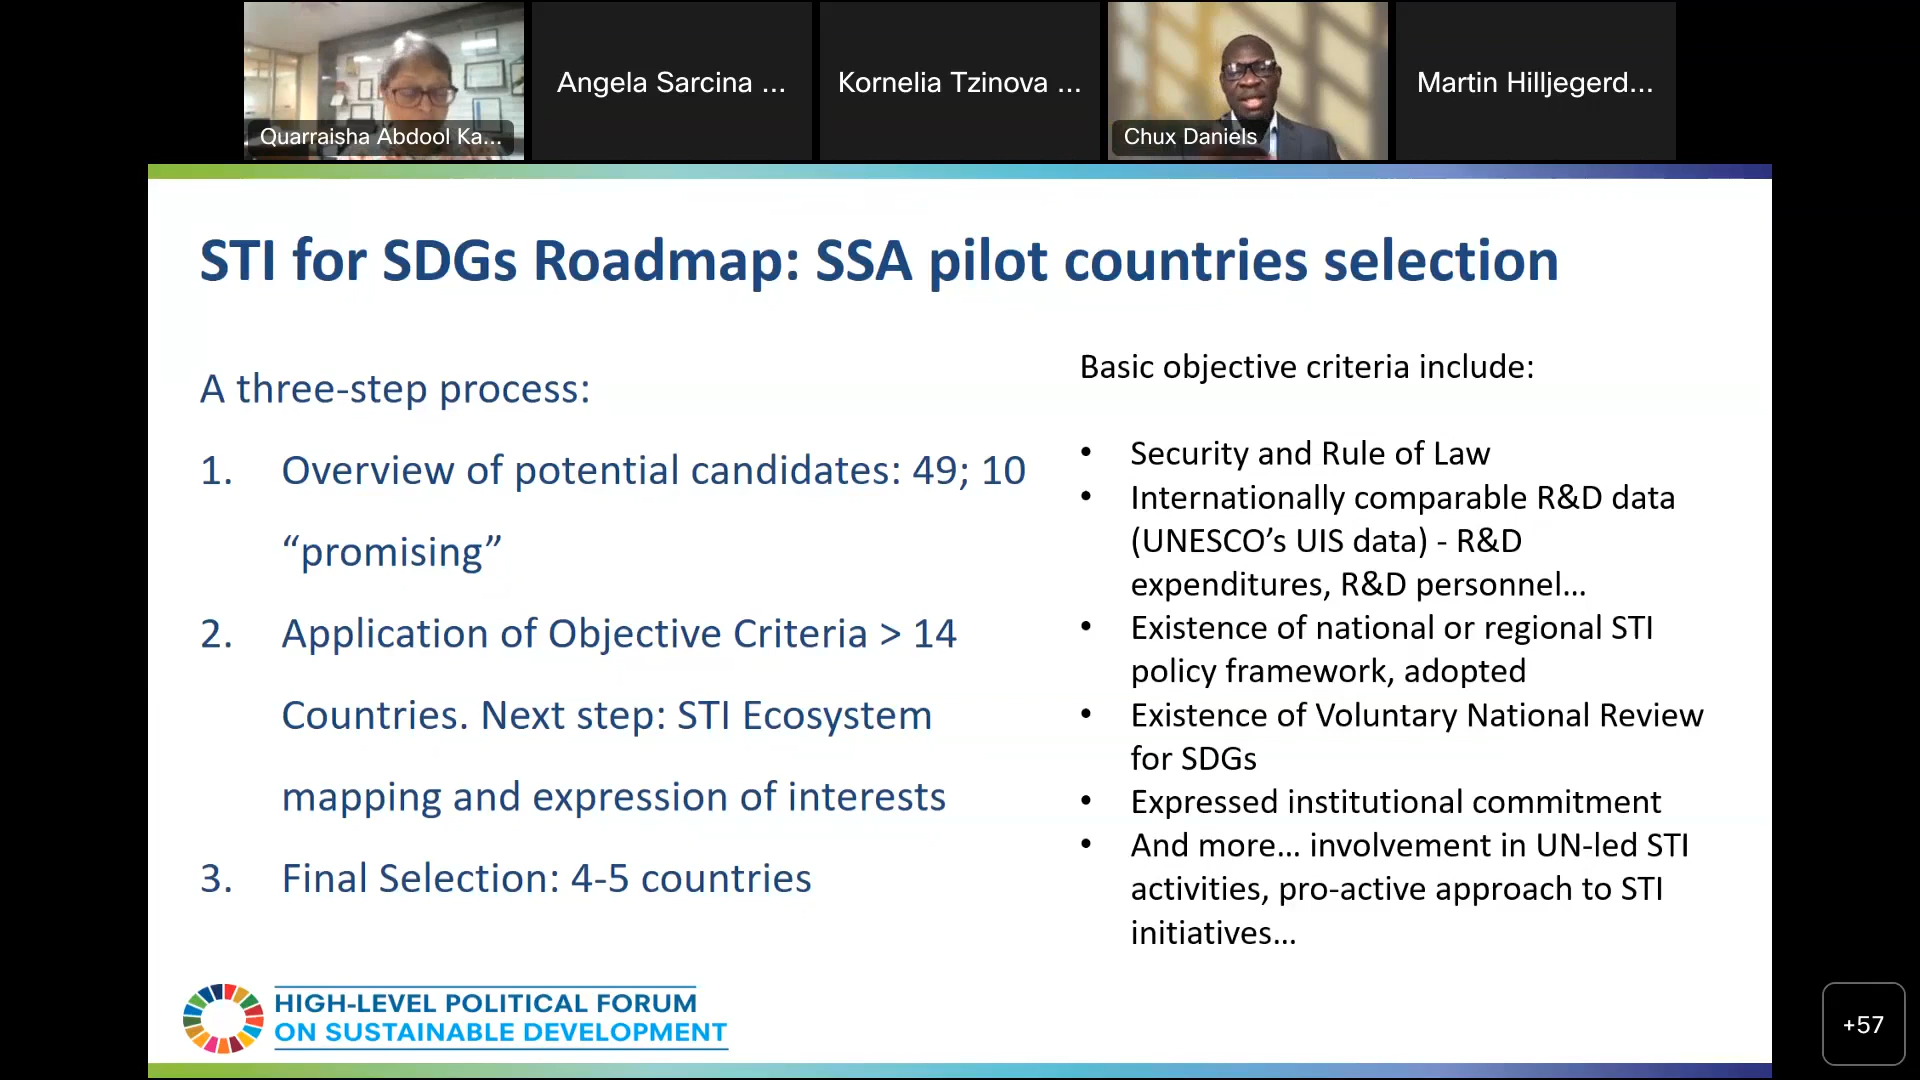 Quarraisha Abdool Ka...
Angela Sarcina ...
Kornelia Tzinova ...
Chux Daniels
Martin Hilljegerd...
STI for SDGs Roadmap: SSA pilot countries selection
A three-step process:
1. Overview of potential candidates: 49; 10
“promising”
2. Application of Objective Criteria > 14
Countries. Next step: STI Ecosystem
mapping and expression of interests
3. Final Selection: 4-5 countries
Basic objective criteria include:
• Security and Rule of Law
• Internationally comparable R&D data
(UNESCO’s UIS data) - R&D
expenditures, R&D personnel…
• Existence of national or regional STI
policy framework, adopted
• Existence of Voluntary National Review
for SDGs
• Expressed institutional commitment
• And more… involvement in UN-led STI
activities, pro-active approach to STI
initiatives…
HIGH-LEVEL POLITICAL FORUM
ON SUSTAINABLE DEVELOPMENT
+57